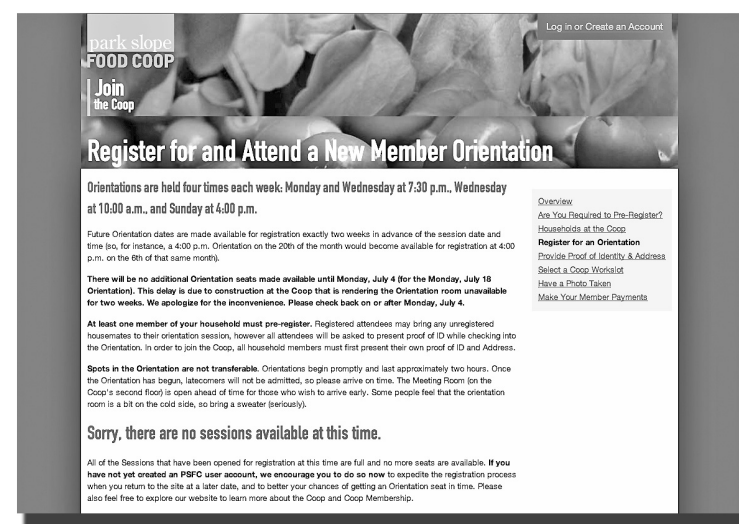 Log in or Create an Account
park slope
FOOD COOP
Join
the Coop
Register for and Attend a New Member Orientation
Orientations are held four times each week: Monday and Wednesday at 7:30 p.m., Wednesday
at 10:00 a.m., and Sunday at 4:00 p.m.
Future Orientation dates are made available for registration exactly two weeks in advance of the session date and
time (so, for instance, a 4:00 p.m. Orientation on the 20th of the month would become available for registration at 4:00
p.m. on the 6th of that same month).
There will be no additional Orientation seats made available until Monday, July 4 (for the Monday, July 18
Orientation). This delay is due to construction at the Coop that is rendering the Orientation room unavailable
for two weeks. We apologize for the inconvenience. Please check back on or after Monday, July 4.
At least one member of your household must pre-register. Registered attendees may bring any unregistered
housemates to their orientation session, however all attendees will be asked to present proof of ID while checking into
the Orientation. In order to join the Coop, all household members must first present their own proof of ID and Address.
Spots in the Orientation are not transferable. Orientations begin promptly and last approximately two hours. Once
the Orientation has begun, latecomers will not be admitted, so please arrive on time. The Meeting Room (on the
Coop's second floor) is open ahead of time for those who wish to arrive early. Some people feel that the orientation
room is a bit on the cold side, so bring a sweater (seriously).
Sorry, there are no sessions available at this time.
All of the Sessions that have been opened for registration at this time are full and no more seats are available. If you
have not yet created an PSFC user account, we encourage you to do so now to expedite the registration process
when you return to the site at a later date, and to better your chances of getting an Orientation seat in time. Please
also feel free to explore our website to learn more about the Coop and Coop Membership.
Overview
Are You Required to Pre-Register?
Households at the Coop
Register for an Orientation
Provide Proof of Identity & Address
Select a Coop Workslot
Have a Photo Taken
Make Your Member Payments